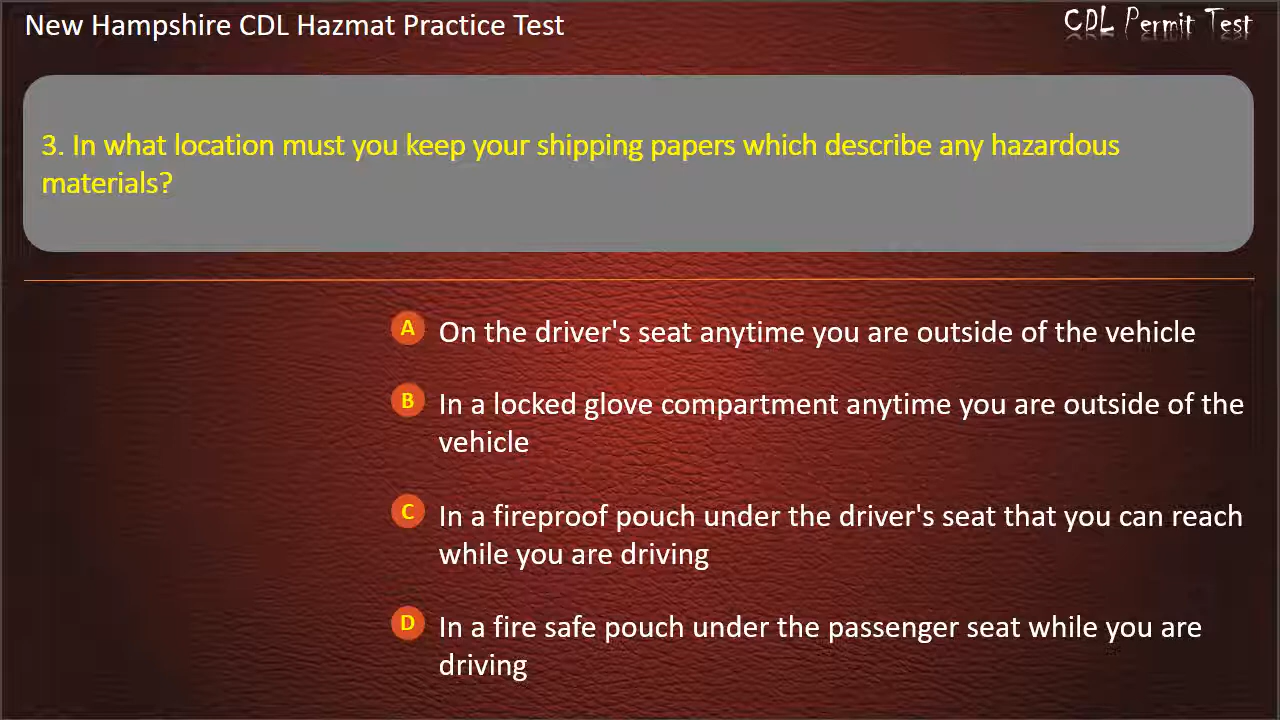 New Hampshire CDL Hazmat Practice Test
CDL Permit Test
3. In what location must you keep your shipping papers which describe any hazardous
materials?
A On the driver's seat anytime you are outside of the vehicle
B In a locked glove compartment anytime you are outside of the
vehicle
C In a fireproof pouch under the driver's seat that you can reach
while you are driving
D In a fire safe pouch under the passenger seat while you are
driving